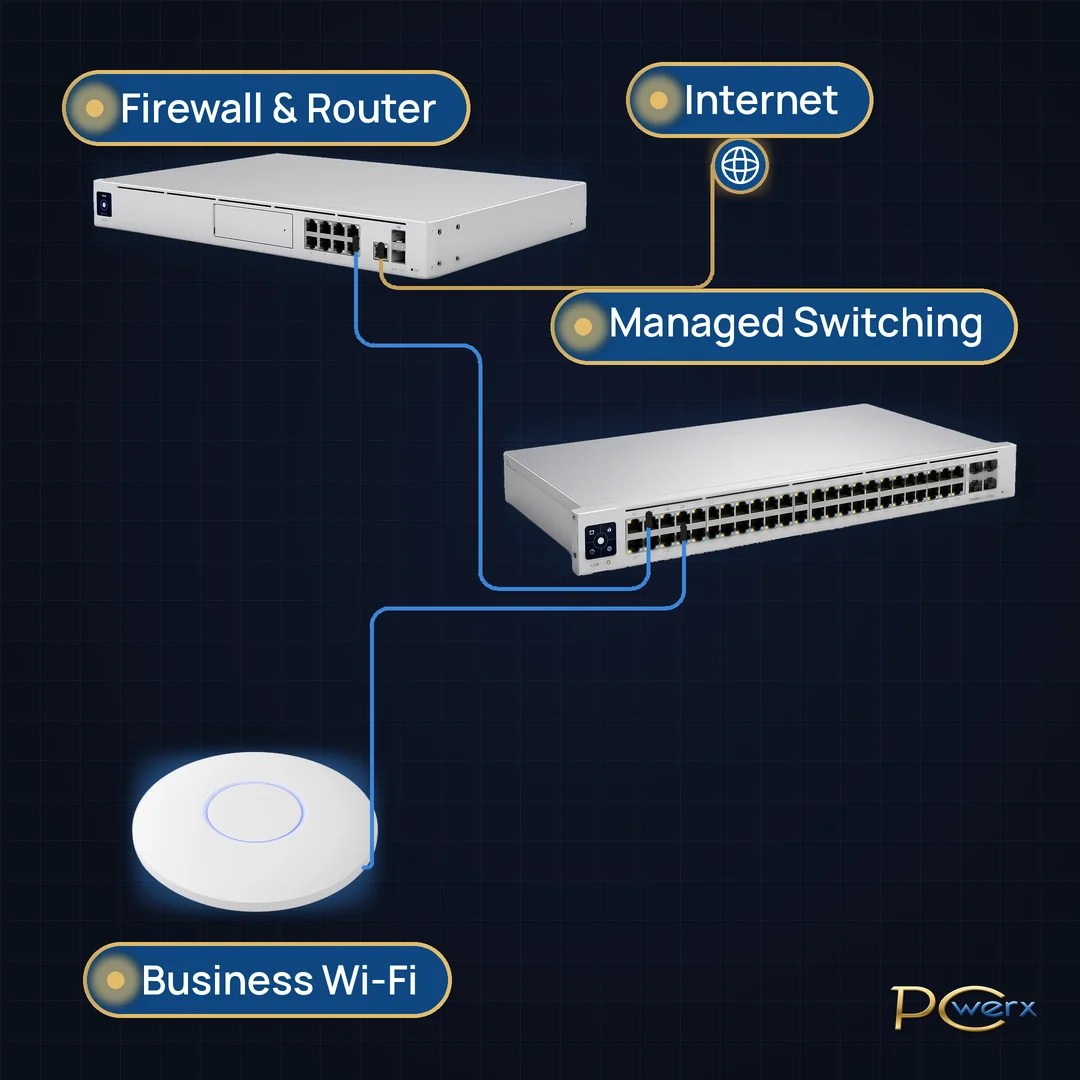 Firewall & Router
Internet
Managed Switching
Business Wi-Fi
PCwerx